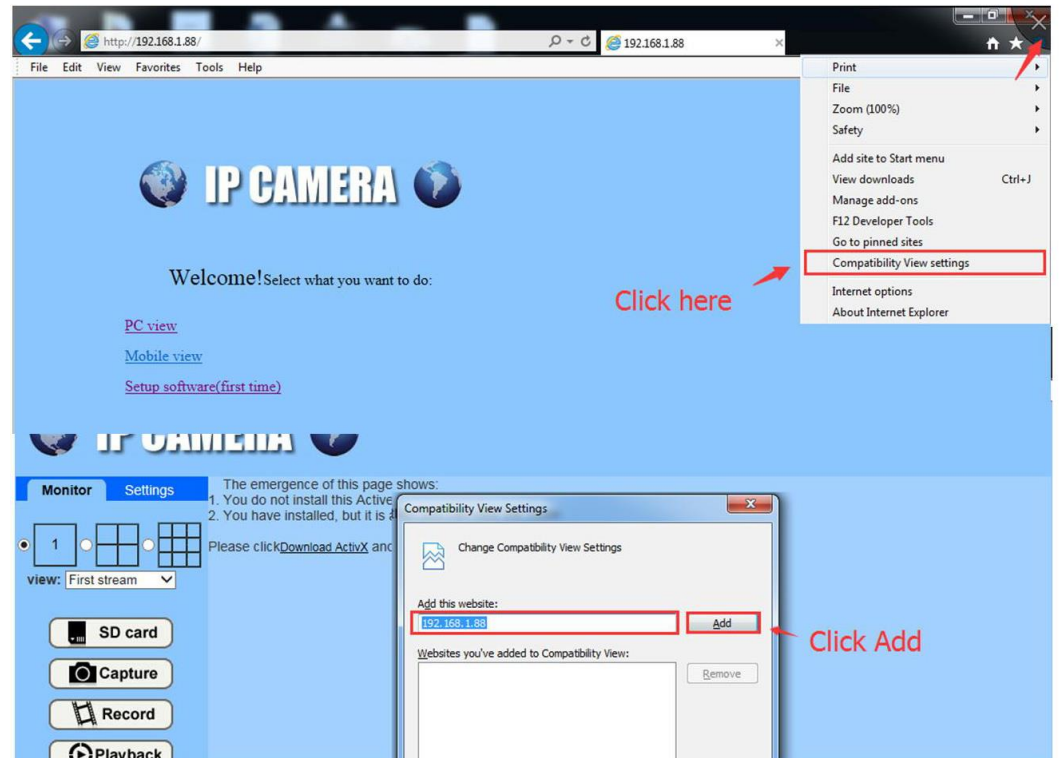 http://192.168.1.88/
192.168.1.88
File Edit View Favorites Tools Help
Print
File
Zoom (100%)
Safety
Add site to Start menu
View downloads Ctrl+J
Manage add-ons
F12 Developer Tools
Go to pinned sites
Compatibility View settings
Internet options
About Internet Explorer
IP CAMERA
Welcome!Select what you want to do:
Click here
PC view
Mobile view
Setup software(first time)
IP CAMERA
Monitor Settings
The emergence of this page shows:
1. You do not install this Active
2. You have installed, but it is
Please clickDownload ActivX and
1
view: First stream
SD card
Capture
Record
Playback
Compatibility View Settings
Change Compatibility View Settings
Add this website:
192.168.1.88 Add
Click Add
Websites you've added to Compatibility View:
Remove